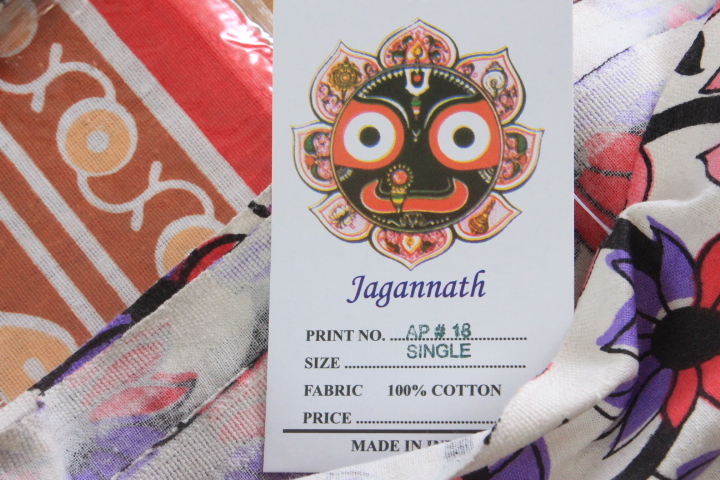 Jagannath
PRINT NO. AP # 18
SIZE SINGLE
FABRIC 100% COTTON
PRICE
MADE IN